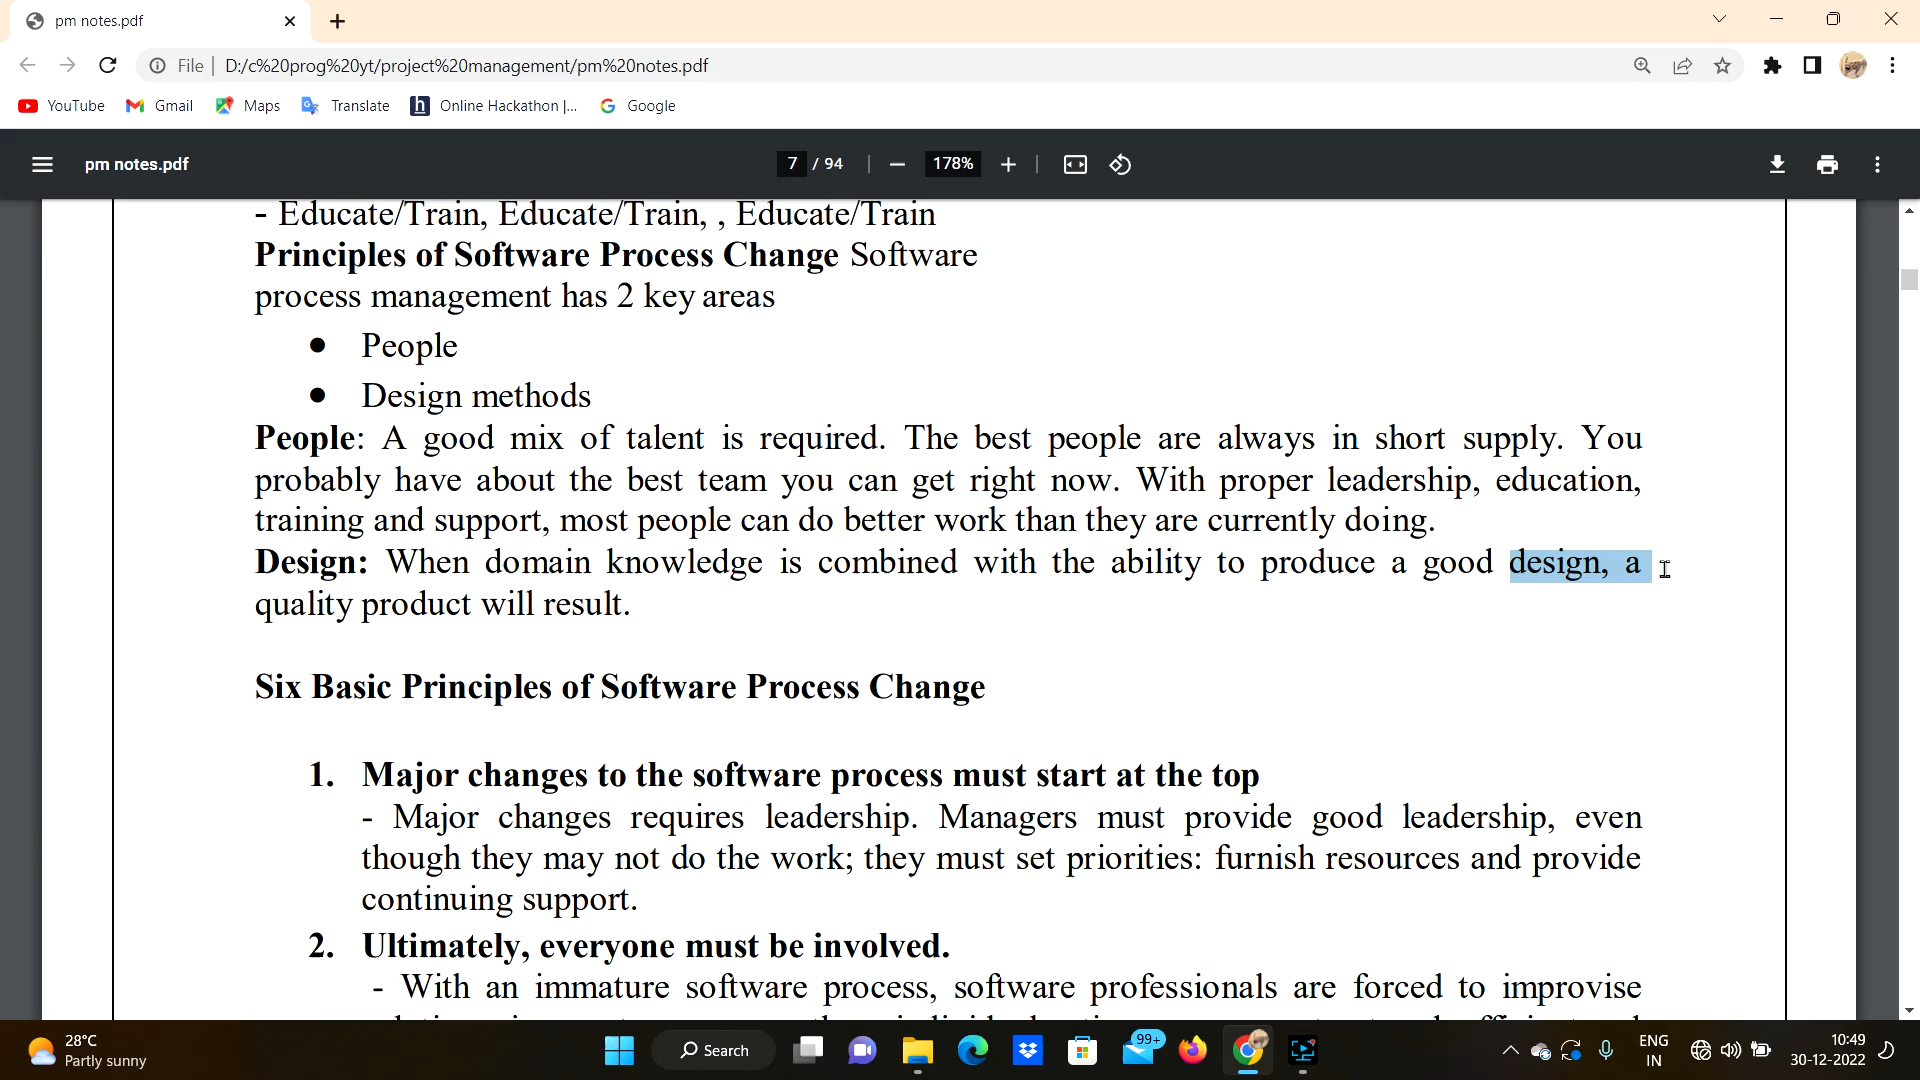 pm notes.pdf
File | D:/c%20prog%20yt/project%20management/pm%20notes.pdf
YouTube Gmail Maps Translate Online Hackathon |... Google
pm notes.pdf 7 / 94 178%
- Educate/Train, Educate/Train, , Educate/Train
Principles of Software Process Change Software
process management has 2 key areas
● People
● Design methods
People: A good mix of talent is required. The best people are always in short supply. You
probably have about the best team you can get right now. With proper leadership, education,
training and support, most people can do better work than they are currently doing.
Design: When domain knowledge is combined with the ability to produce a good design, a
quality product will result.
Six Basic Principles of Software Process Change
1. Major changes to the software process must start at the top
- Major changes requires leadership. Managers must provide good leadership, even
though they may not do the work; they must set priorities: furnish resources and provide
continuing support.
2. Ultimately, everyone must be involved.
- With an immature software process, software professionals are forced to improvise
28°C
Partly sunny
Search
99+
ENG
IN
10:49
30-12-2022